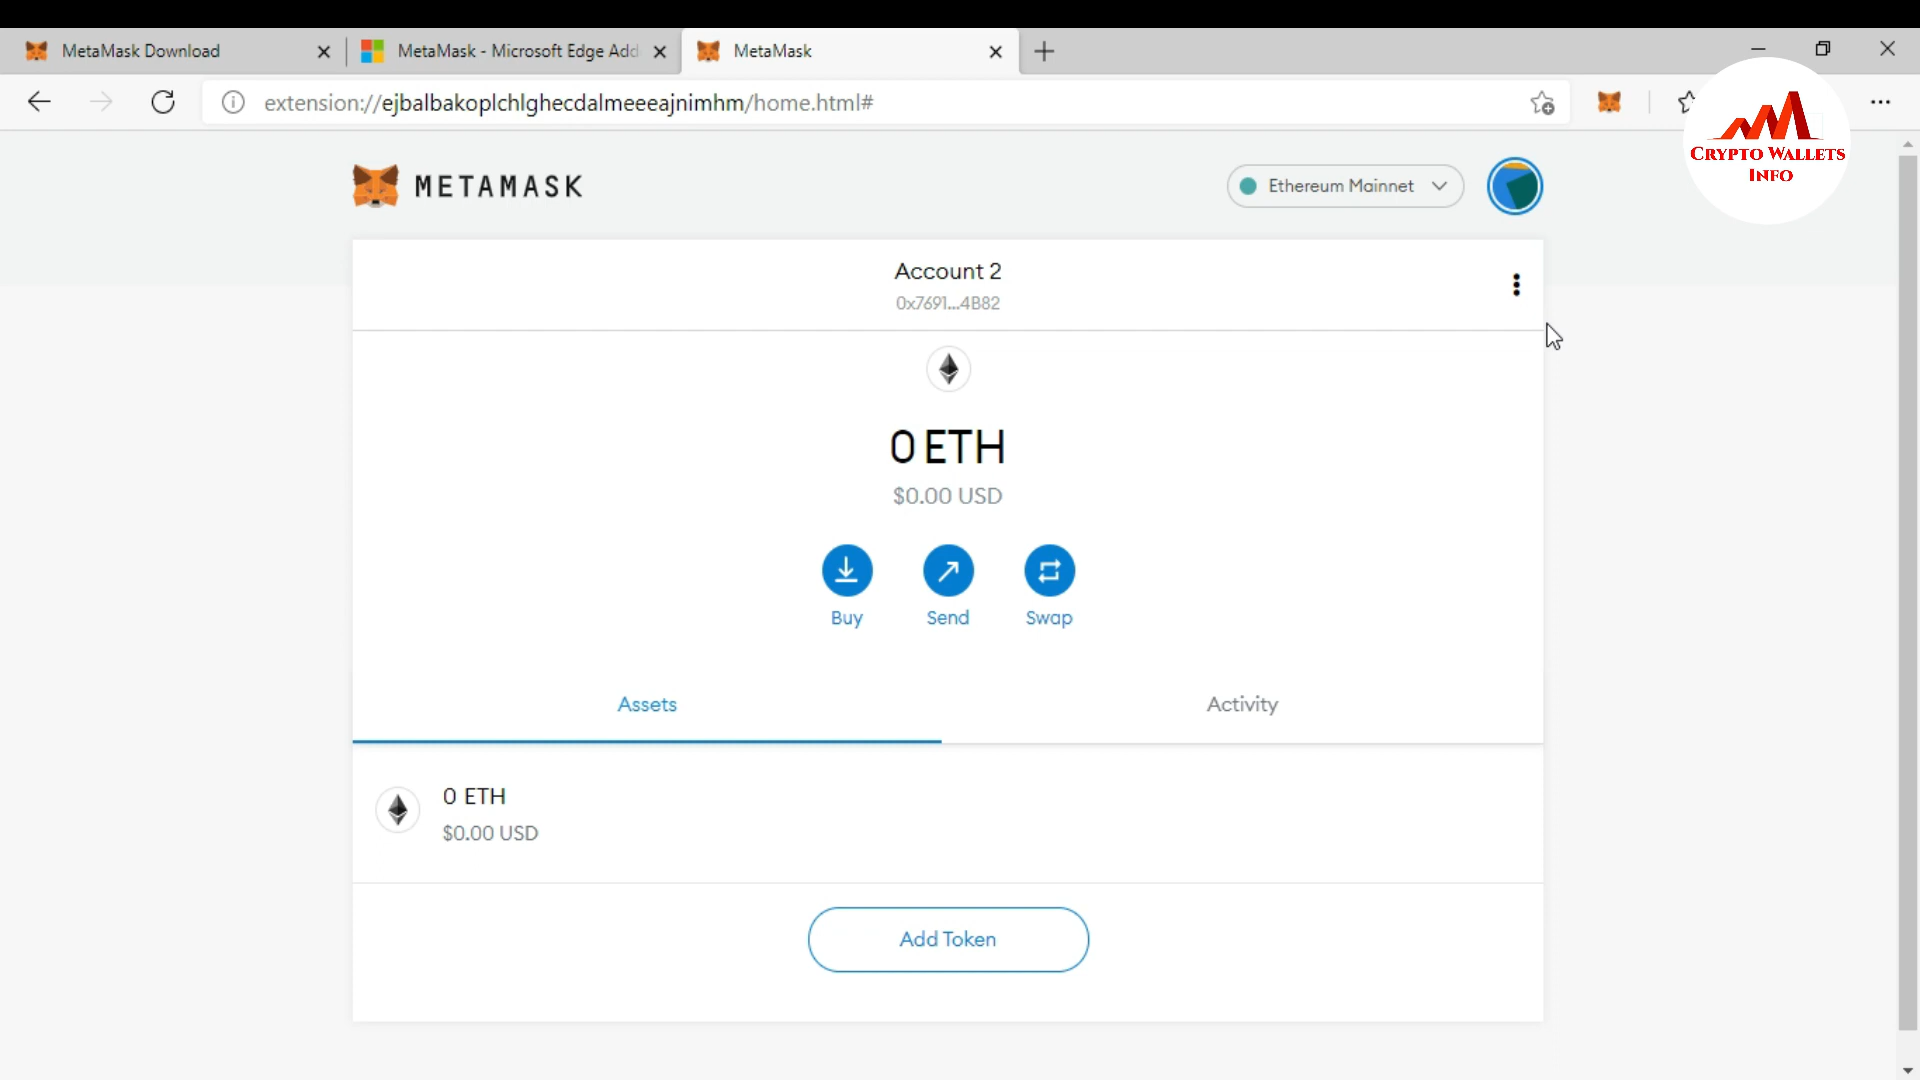 MetaMask Download
MetaMask - Microsoft Edge Add
MetaMask
extension://ejbalbakoplchlghecdalmeeeajnimhm/home.html#
CRYPTO WALLETS
INFO
METAMASK
Ethereum Mainnet
Account 2
0x7691...4B82
0 ETH
$0.00 USD
Buy
Send
Swap
Assets
Activity
0 ETH
$0.00 USD
Add Token